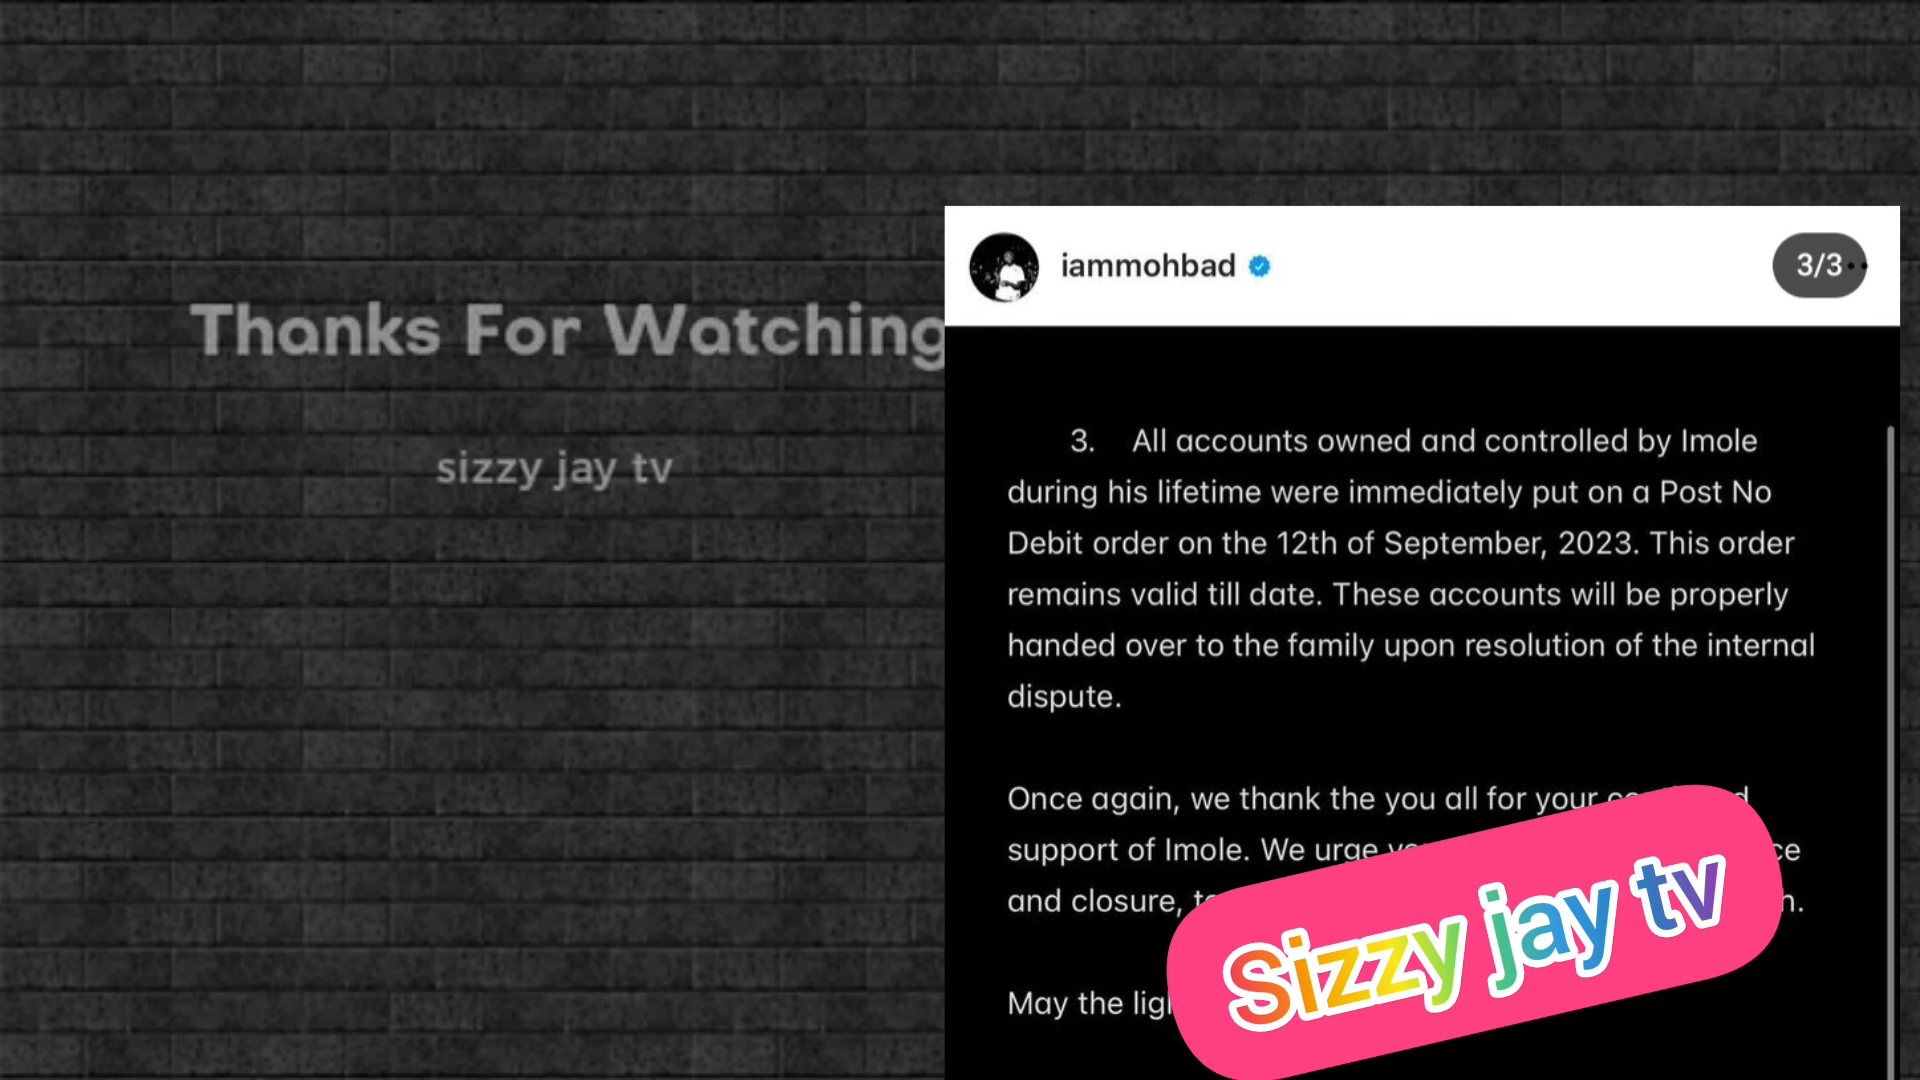 Thanks For Watching
sizzy jay tv
iammohbad
3/3
3. All accounts owned and controlled by Imole
during his lifetime were immediately put on a Post No
Debit order on the 12th of September, 2023. This order
remains valid till date. These accounts will be properly
handed over to the family upon resolution of the internal
dispute.
Once again, we thank the you all for your
support of Imole. We urge
and closure,
May the
Sizzy jay tv